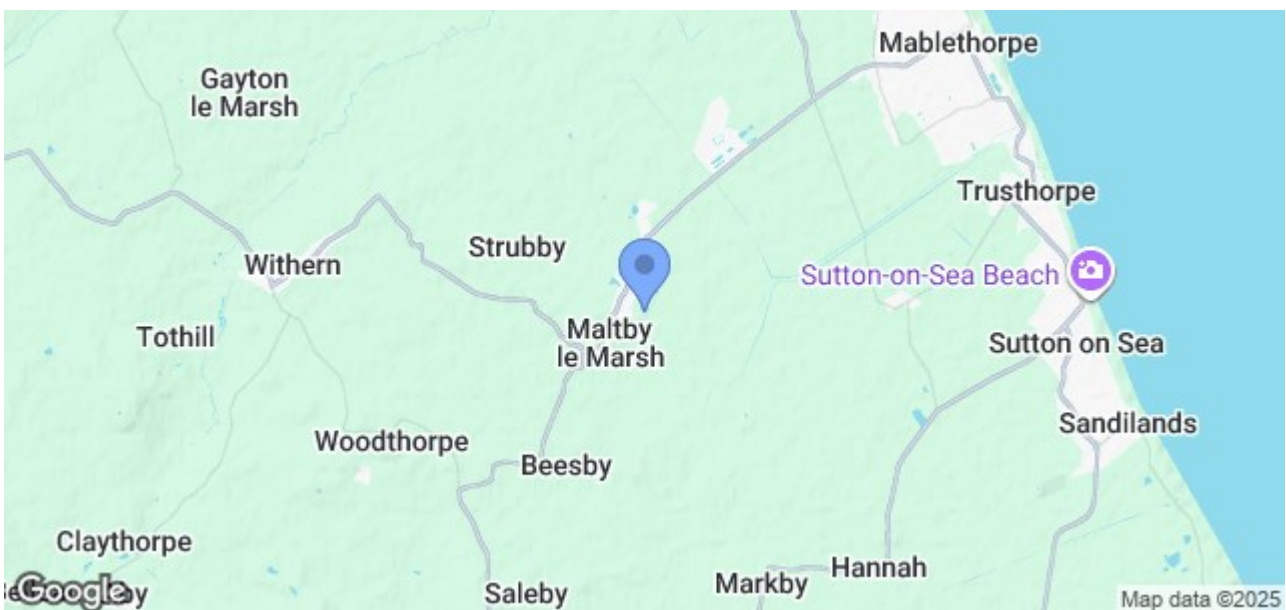 Mablethorpe
Gayton
le Marsh
Trusthorpe
Strubby
Withern
Sutton-on-Sea Beach
Tothill
Maltby
le Marsh
Sutton on Sea
Sandilands
Woodthorpe
Beesby
Claythorpe
Hannah
Markby
Saleby
Google
by
Map data ©2025